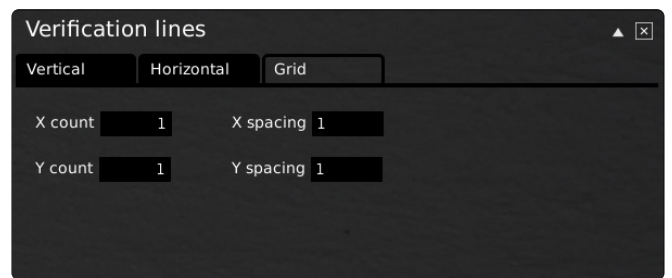 Verification lines
Vertical Horizontal Grid
X count 1 X spacing 1
Y count 1 Y spacing 1